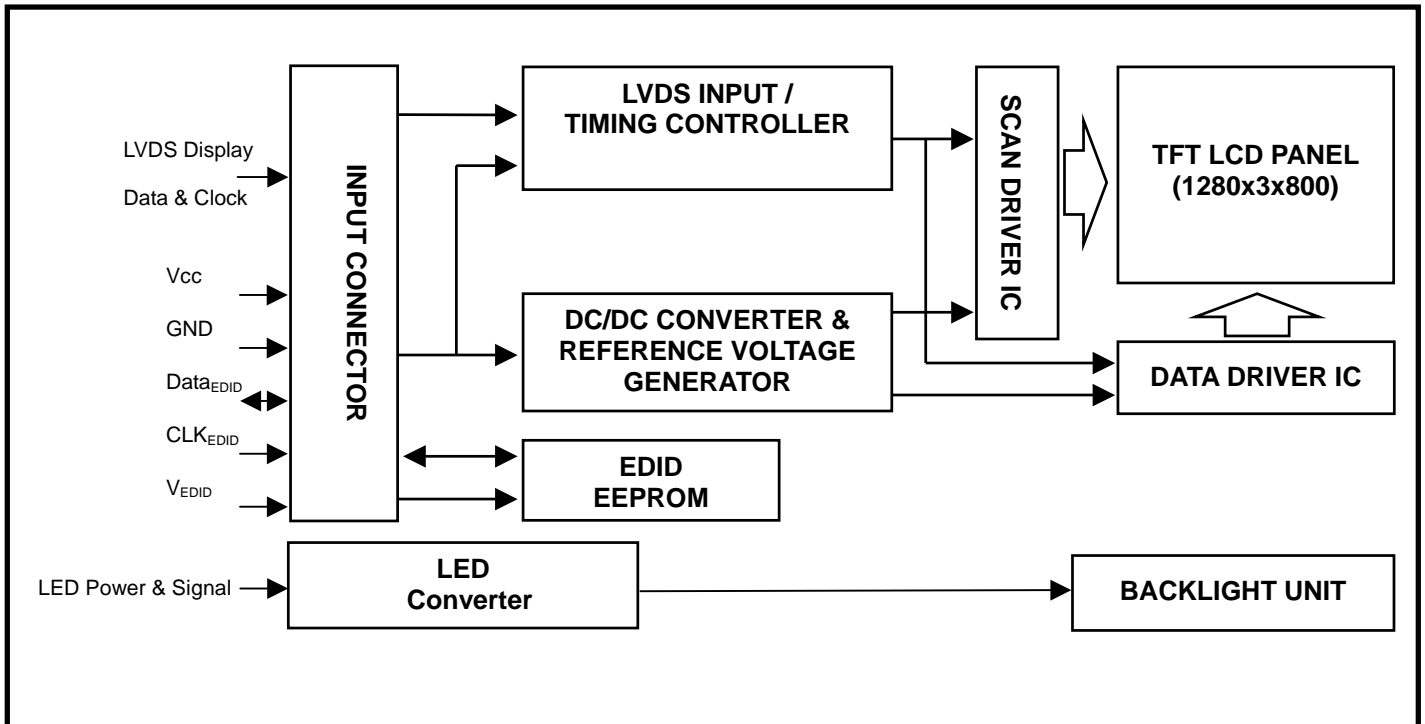 LVDS Display
Data & Clock
Vcc
GND
DataEDID
CLKEDID
VEDID
LED Power & Signal
INPUT CONNECTOR
LVDS INPUT /
TIMING CONTROLLER
DC/DC CONVERTER &
REFERENCE VOLTAGE
GENERATOR
EDID
EEPROM
LED
Converter
SCAN DRIVER IC
TFT LCD PANEL
(1280x3x800)
DATA DRIVER IC
BACKLIGHT UNIT